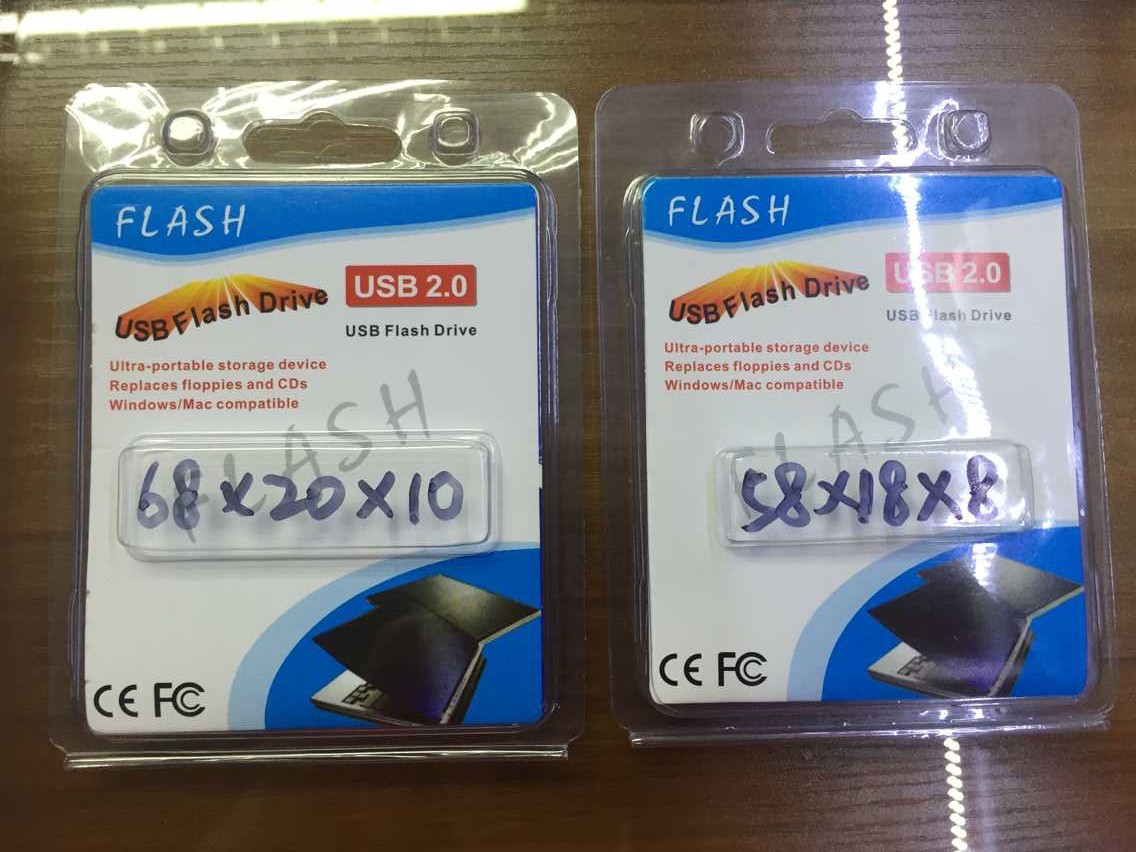 FLASH
USB Flash Drive
USB 2.0
USB Flash Drive
Ultra-portable storage device
Replaces floppies and CDs
Windows/Mac compatible
FLASH
68x20x10
CE FC
FLASH
USB Flash Drive
USB 2.0
USB Flash Drive
Ultra-portable storage device
Replaces floppies and CDs
Windows/Mac compatible
FLASH
58x18x8
CE FC